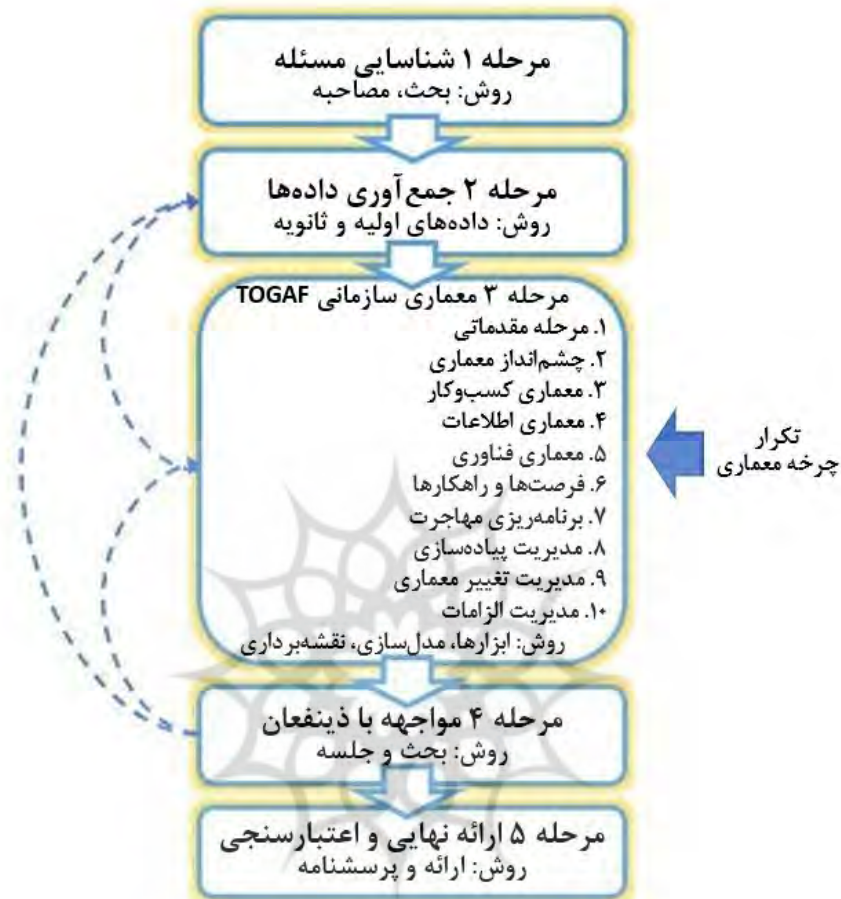 مرحله ۱ شناسایی مسئله
روش: بحث، مصاحبه
مرحله ۲ جمع‌آوری داده‌ها
روش: داده‌های اولیه و ثانویه
مرحله ۳ معماری سازمانی TOGAF
۱. مرحله مقدماتی
۲. چشم‌انداز معماری
۳. معماری کسب‌وکار
۴. معماری اطلاعات
۵. معماری فناوری
۶. فرصت‌ها و راهکارها
۷. برنامه‌ریزی مهاجرت
۸. مدیریت پیاده‌سازی
۹. مدیریت تغییر معماری
۱۰. مدیریت الزامات
روش: ابزارها، مدل‌سازی، نقشه‌برداری
تکرار
چرخه معماری
مرحله ۴ مواجهه با ذینفعان
روش: بحث و جلسه
مرحله ۵ ارائه نهایی و اعتبارسنجی
روش: ارائه و پرسشنامه